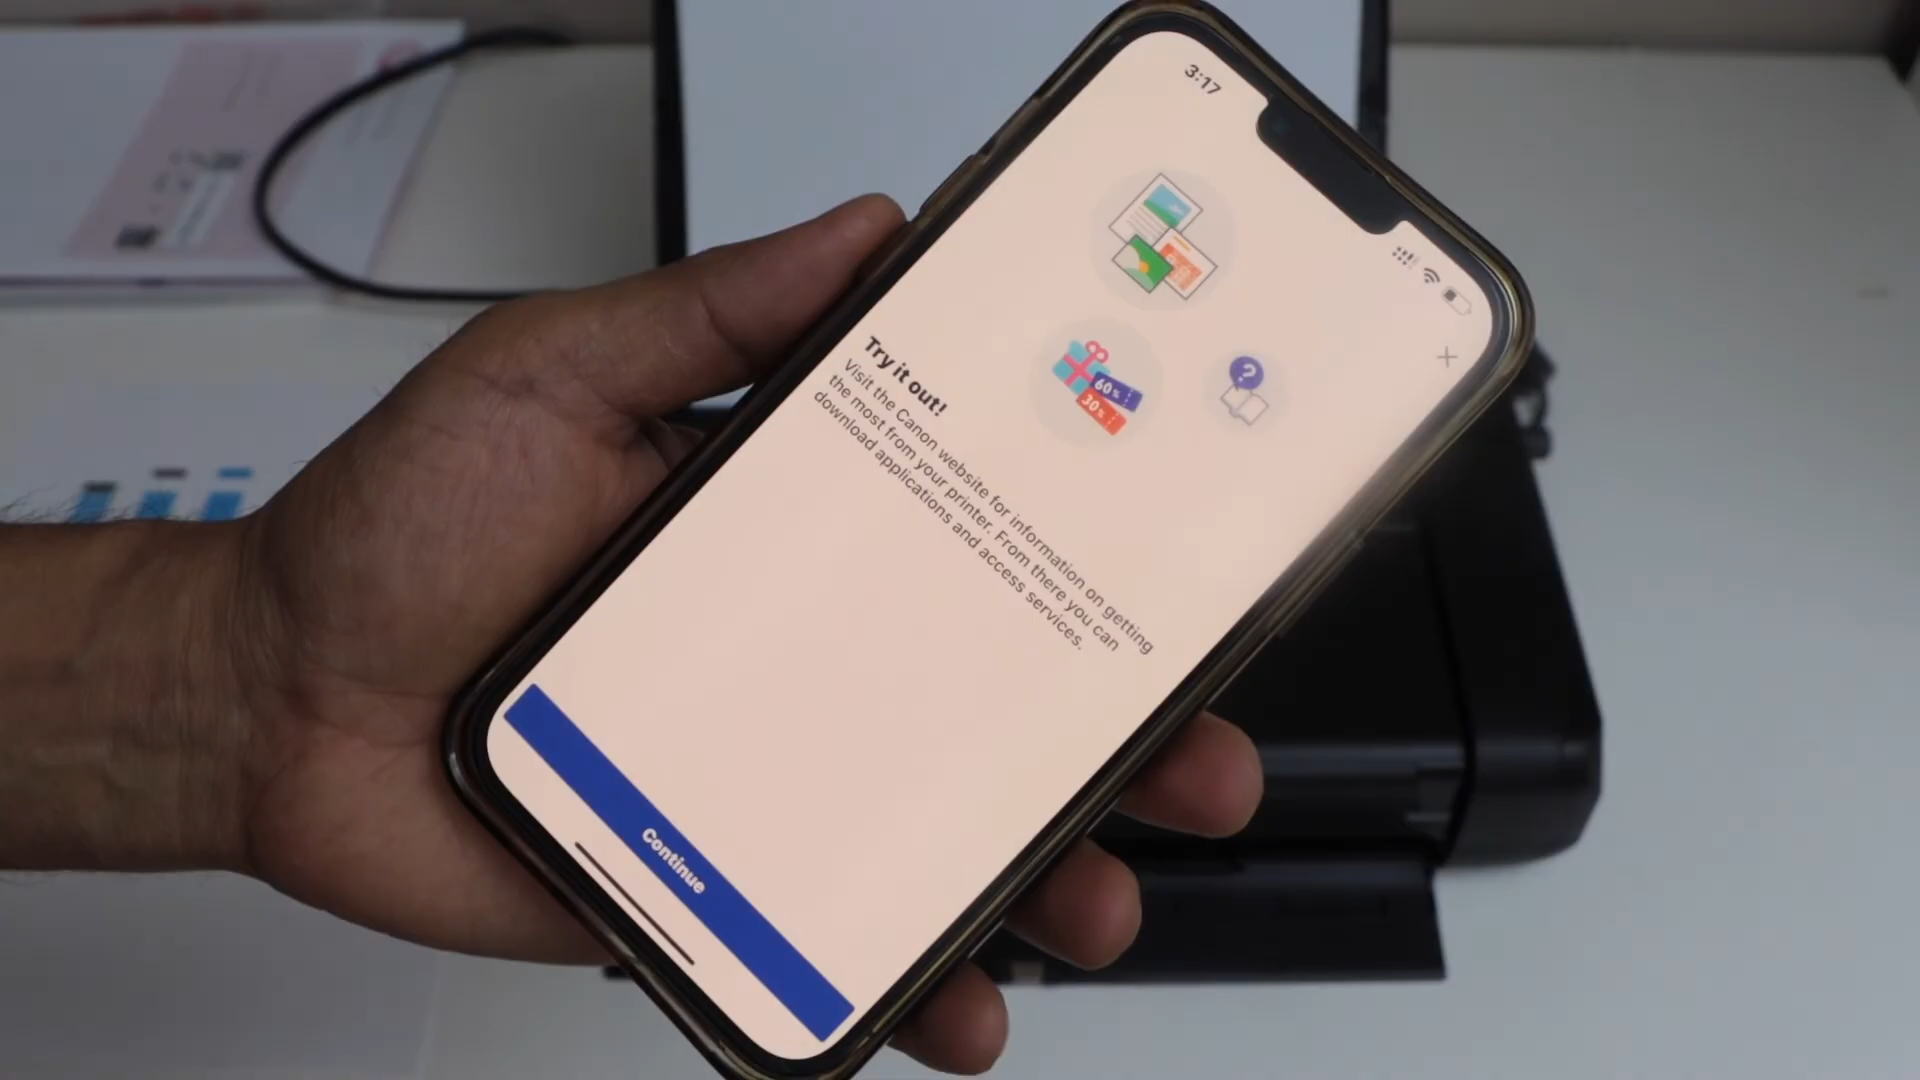 3:17
60%
30%
?
Try it out!
Visit the Canon website for information on getting
the most from your printer. From there you can
download applications and access services.
Continue